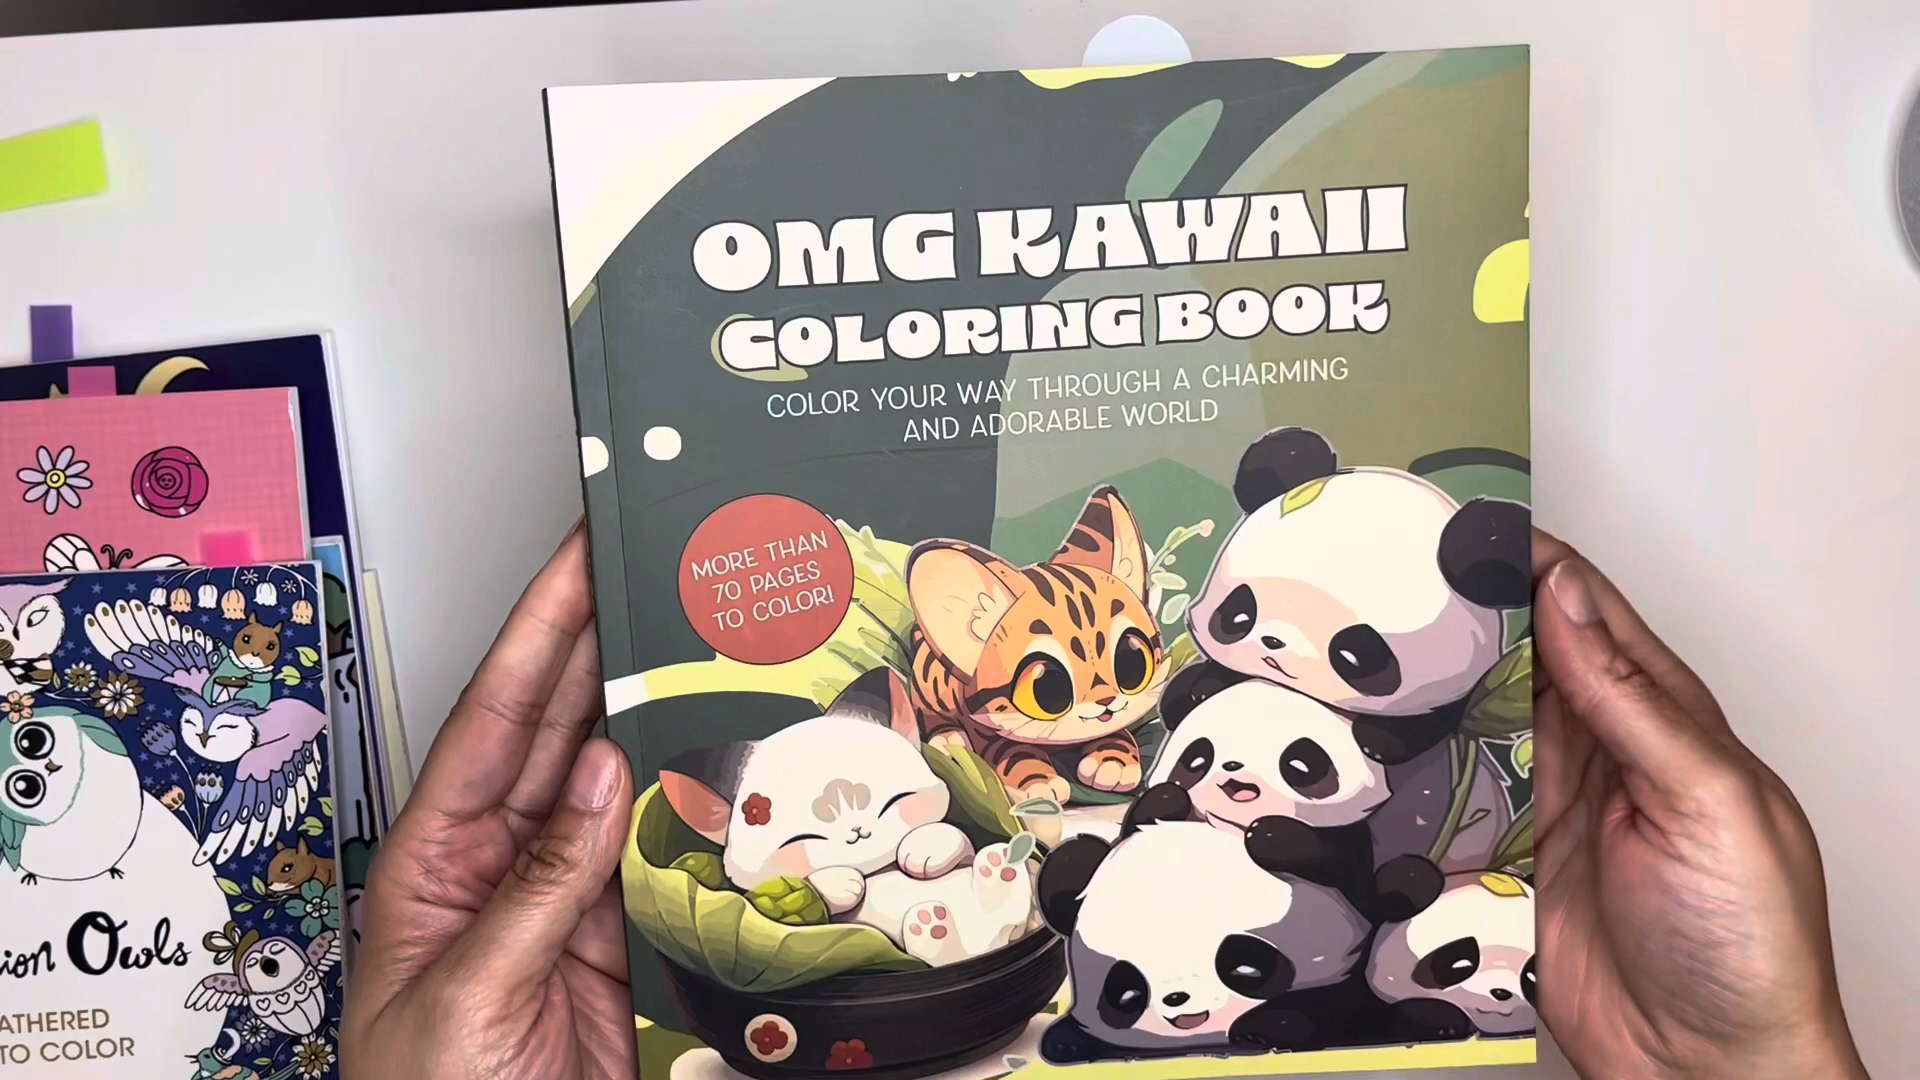 OMG KAWAII
COLORING BOOK
COLOR YOUR WAY THROUGH A CHARMING
AND ADORABLE WORLD
MORE THAN
70 PAGES
TO COLOR!
Owls
TO COLOR